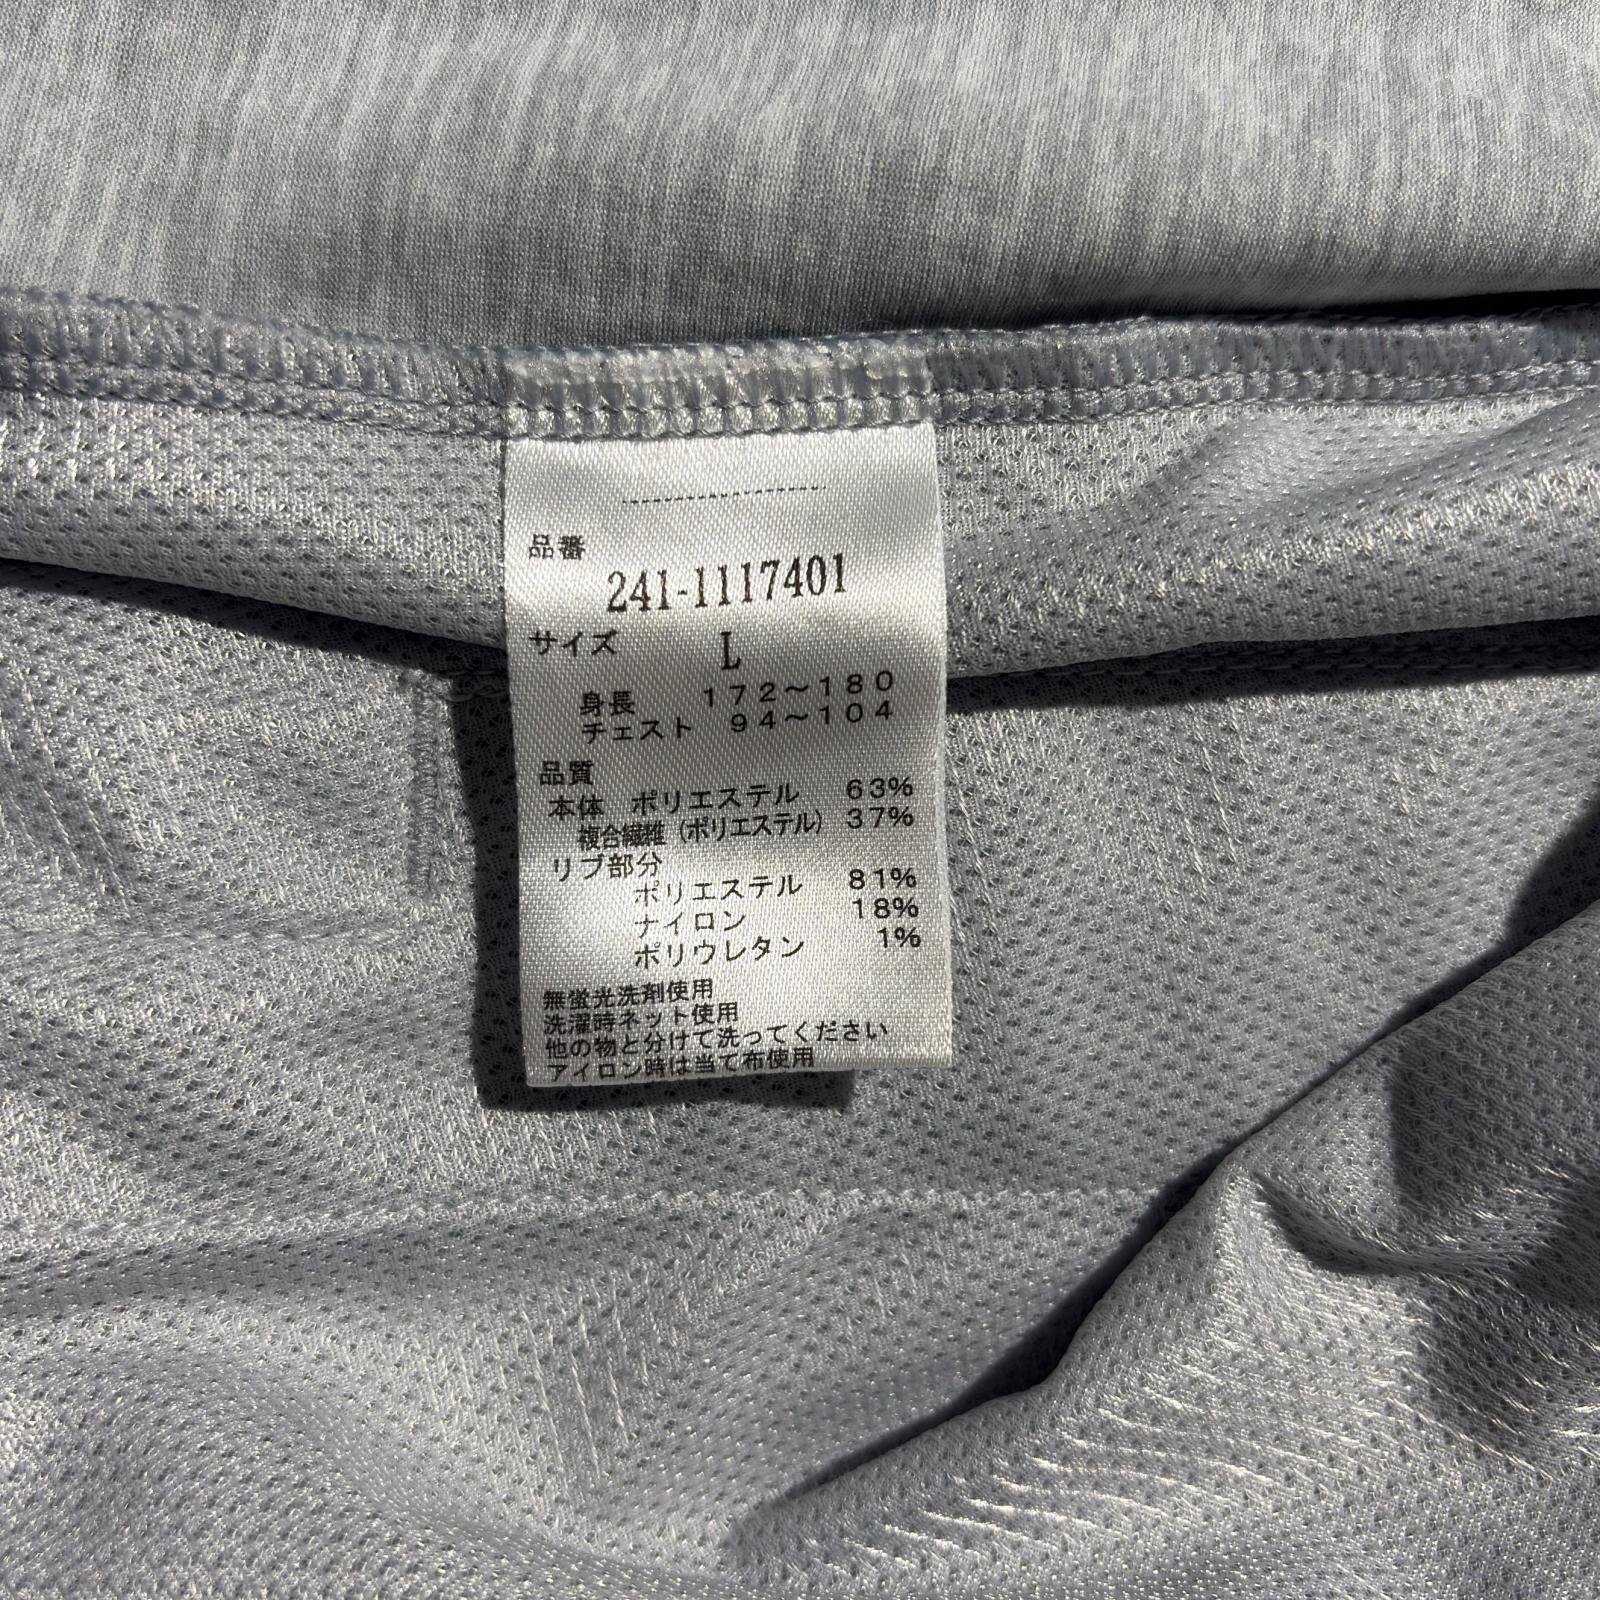 品番
241-1117401
サイズ L
身長 172～180
チェスト 94～104
品質
本体 ポリエステル 63%
複合繊維(ポリエステル) 37%
リブ部分
ポリエステル 81%
ナイロン 18%
ポリウレタン 1%
無蛍光洗剤使用
洗濯時ネット使用
他の物と分けて洗ってください
アイロン時は当て布使用